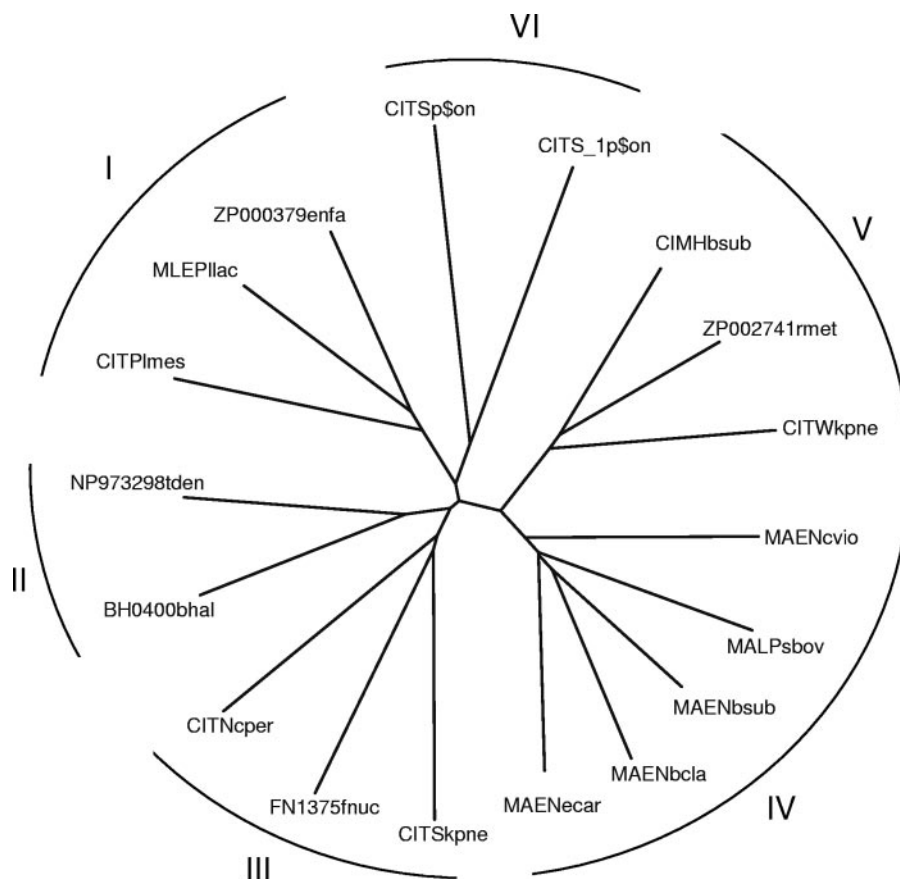 VI
CITSp$on
CITS_1p$on
I
ZP000379enfa
V
CIMHbsub
MLEPllac
ZP002741rmet
CITPlmes
CITWkpne
NP973298tden
MAENcvio
II
BH0400bhal
MALPsbov
MAENbsub
CITNcper
MAENbcla
FN1375fnuc
MAENecar
IV
CITSkpne
III